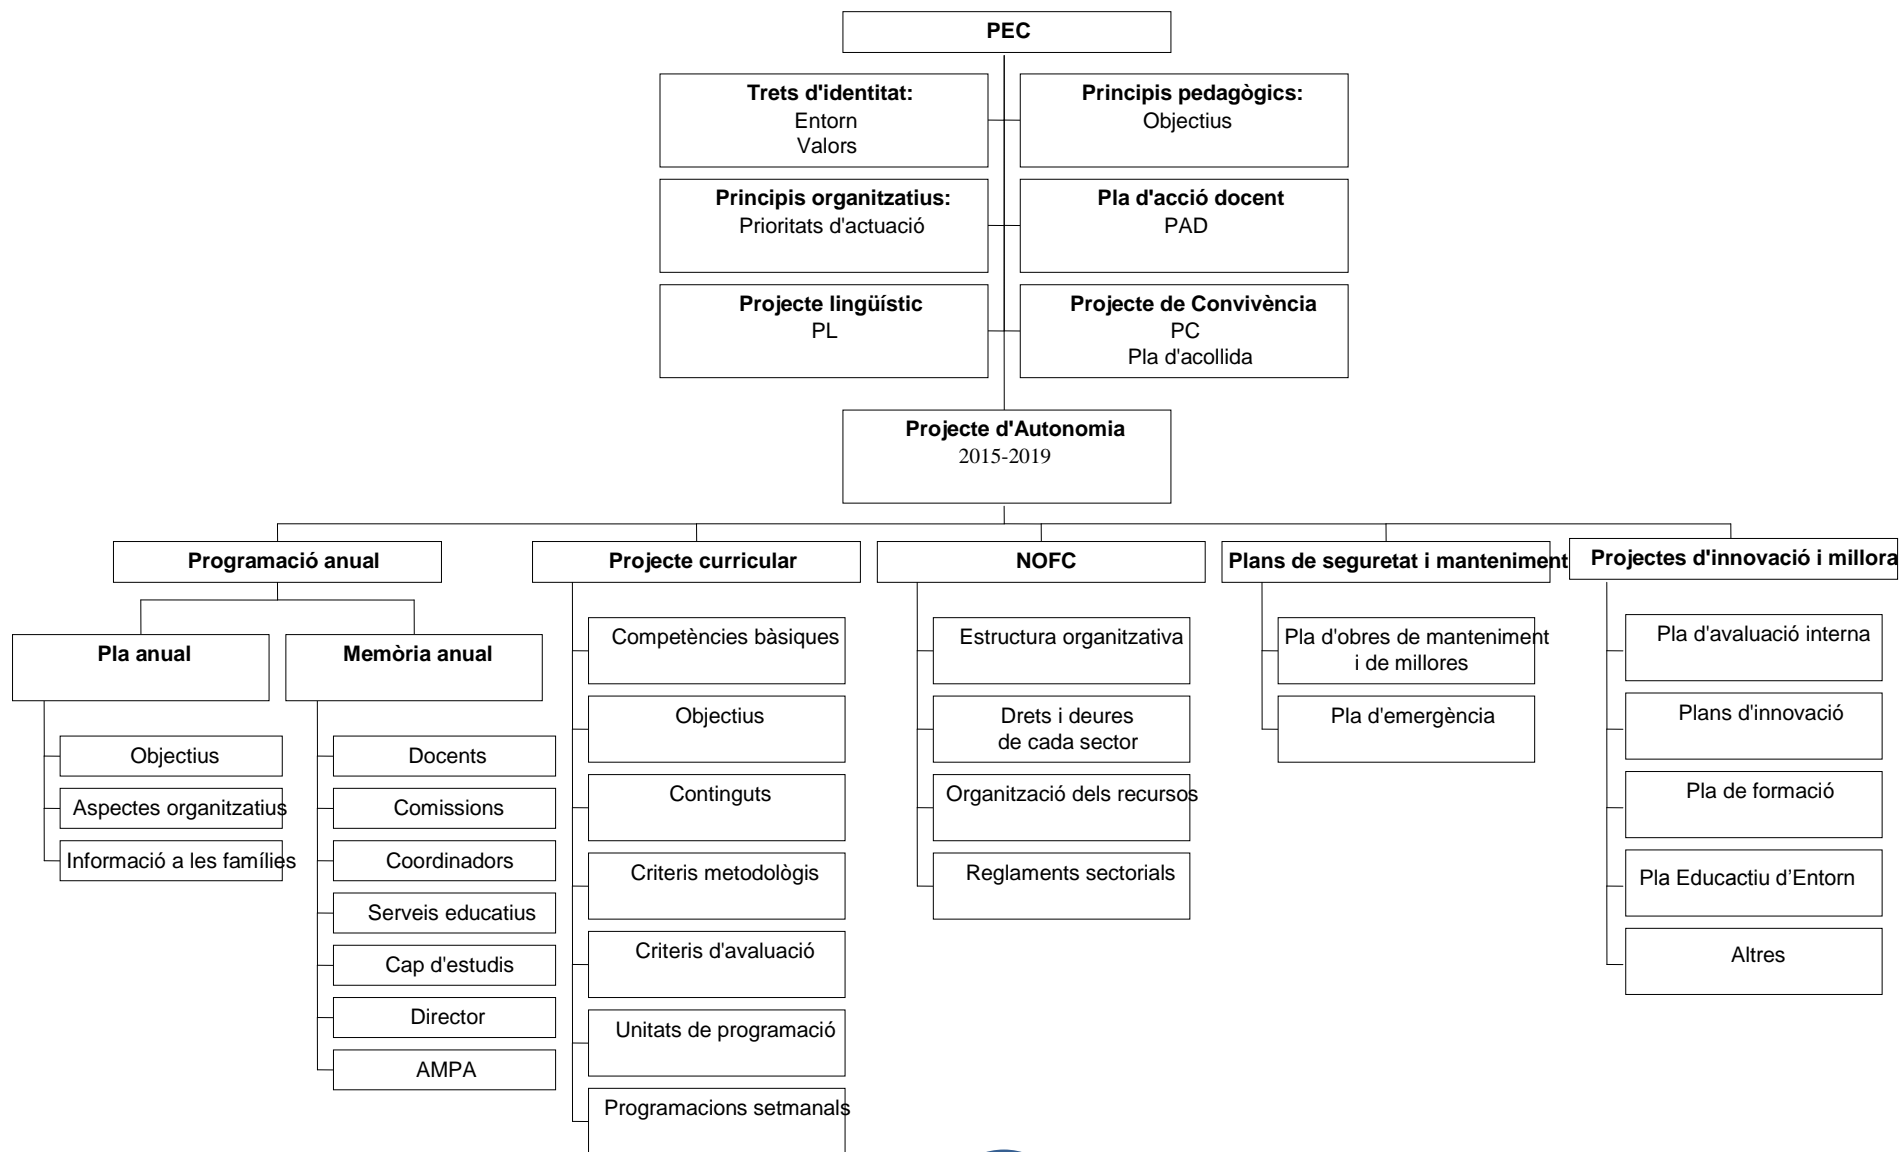 PEC
Trets d'identitat:
Entorn
Valors
Principis pedagògics:
Objectius
Principis organitzatius:
Prioritats d'actuació
Pla d'acció docent
PAD
Projecte lingüístic
PL
Projecte de Convivència
PC
Pla d'acollida
Projecte d'Autonomia
2015-2019
Programació anual
Pla anual
Objectius
Aspectes organitzatius
Informació a les famílies
Memòria anual
Docents
Comissions
Coordinadors
Serveis educatius
Cap d'estudis
Director
AMPA
Projecte curricular
Competències bàsiques
Objectius
Continguts
Criteris metodològis
Criteris d'avaluació
Unitats de programació
Programacions setmanals
NOFC
Estructura organitzativa
Drets i deures
de cada sector
Organització dels recursos
Reglaments sectorials
Plans de seguretat i manteniment
Pla d'obres de manteniment
i de millores
Pla d'emergència
Projectes d'innovació i millora
Pla d'avaluació interna
Plans d'innovació
Pla de formació
Pla Educactiu d’Entorn
Altres